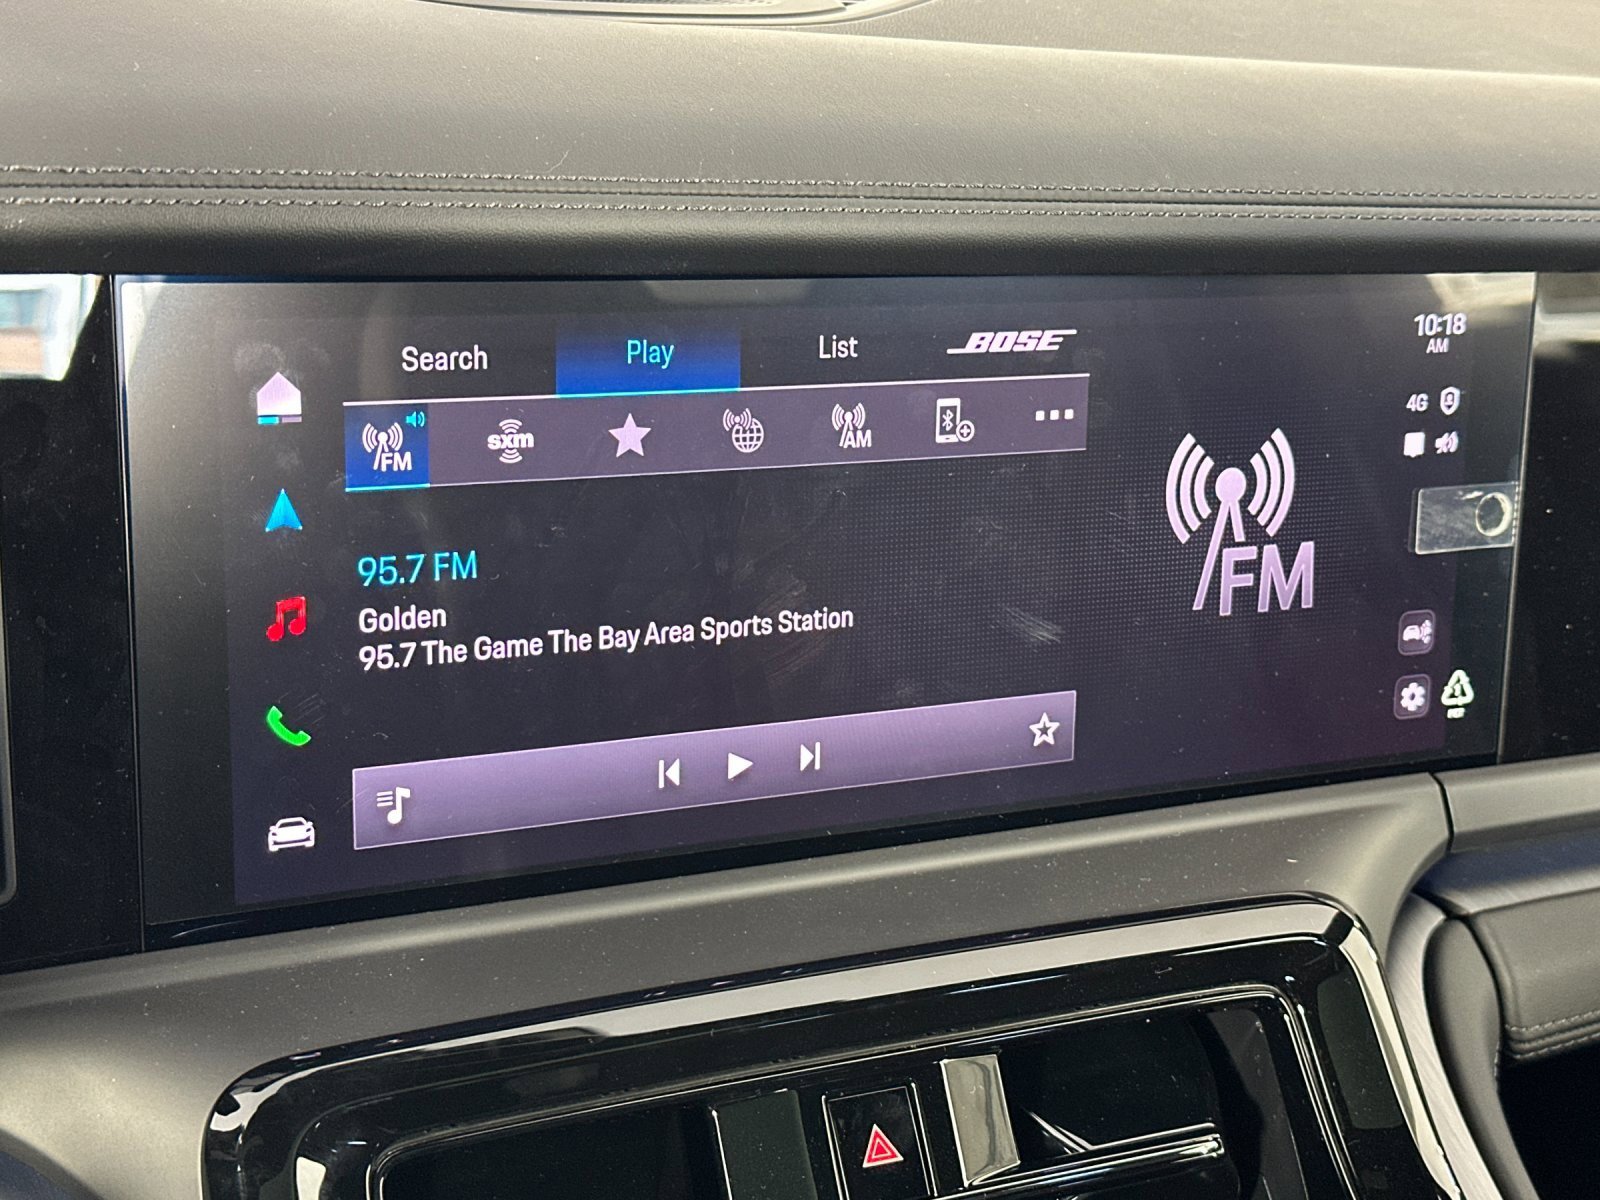 Search
Play
List
BOSE
10:18
AM
FM
sxm
AM
4G
FM
95.7 FM
Golden
95.7 The Game The Bay Area Sports Station